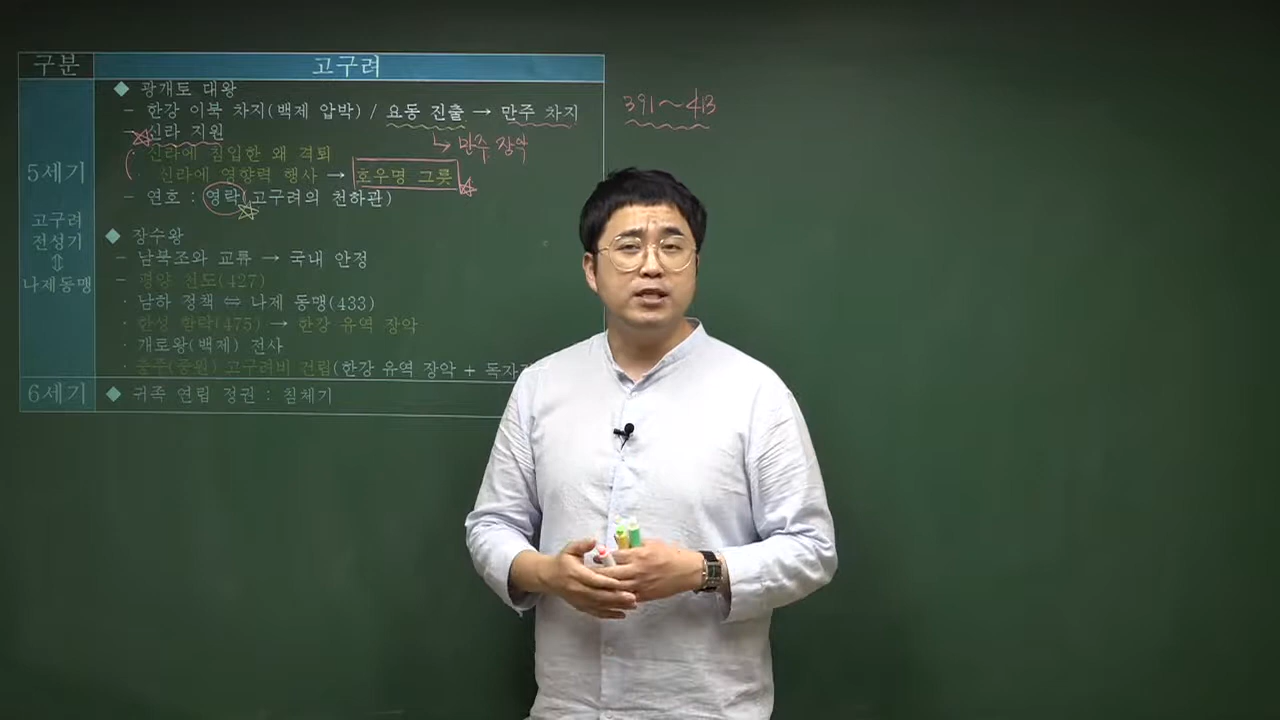 구분 고구려
◆ 광개토 대왕
- 한강 이북 차지(백제 압박) / 요동 진출 → 만주 차지
391~413
- 신라 지원
↳ 만주 장악
· 신라에 침입한 왜 격퇴
· 신라에 영향력 행사 → 호우명 그릇
- 연호 : 영락(고구려의 천하관)
5세기
고구려
전성기
⇕
나제동맹
◆ 장수왕
- 남북조와 교류 → 국내 안정
- 평양 천도(427)
· 남하 정책 ⇔ 나제 동맹(433)
· 한성 함락(475) → 한강 유역 장악
· 개로왕(백제) 전사
· 충주(중원) 고구려비 건립(한강 유역 장악 + 독자
6세기 ◆ 귀족 연립 정권 : 침체기